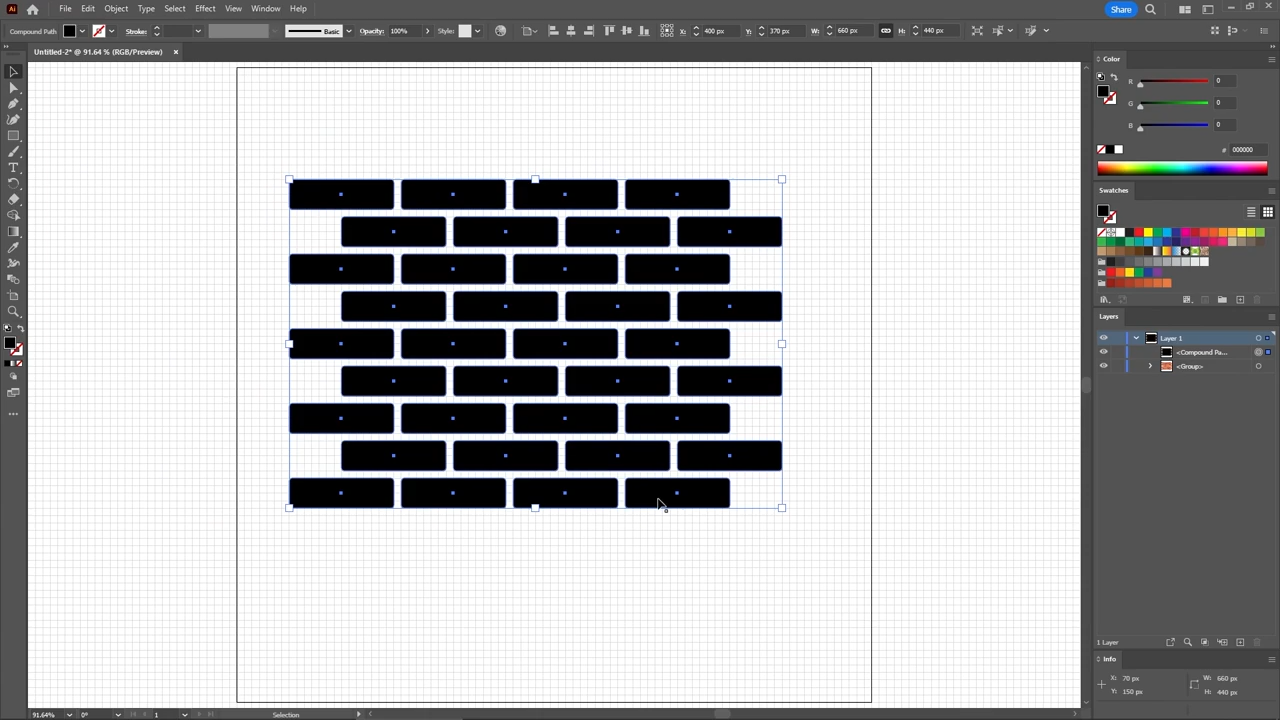 Ai File Edit Object Type Select Effect View Window Help Share
Compound Path Stroke: Basic Opacity: 100% Style: X: 400 px Y: 370 px W: 660 px H: 440 px
Untitled-2* @ 91.64 % (RGB/Preview) ×
Color
R 0
G 0
B 0
# 000000
Swatches
Layers
Layer 1
<Compound Pa...
<Group>
1 Layer
Info
X: 70 px W: 660 px
Y: 150 px H: 440 px
91.64% 0° 1 Selection